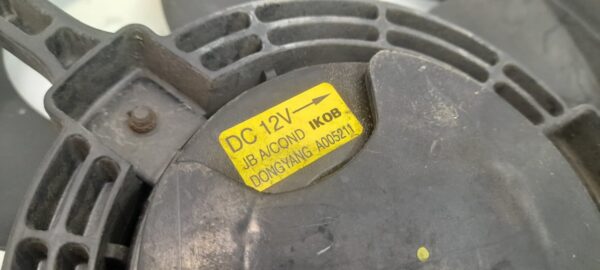 DC 12V →
JB A/COND IKOB
DONGYANG A005211